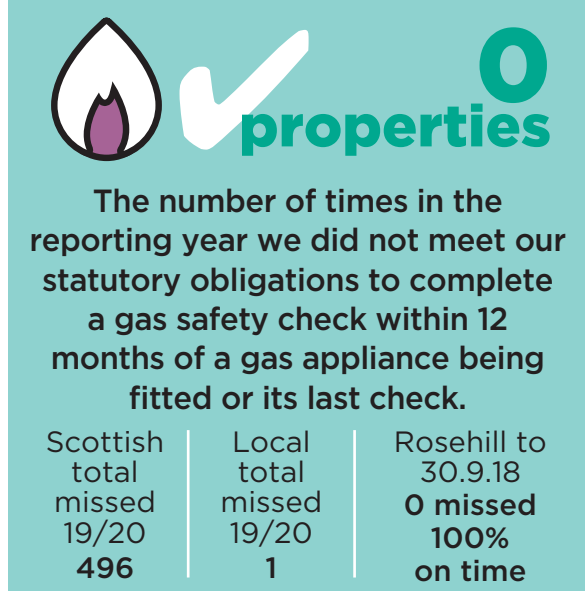 0
properties
The number of times in the
reporting year we did not meet our
statutory obligations to complete
a gas safety check within 12
months of a gas appliance being
fitted or its last check.
Scottish
total
missed
19/20
496
Local
total
missed
19/20
1
Rosehill to
30.9.18
0 missed
100%
on time